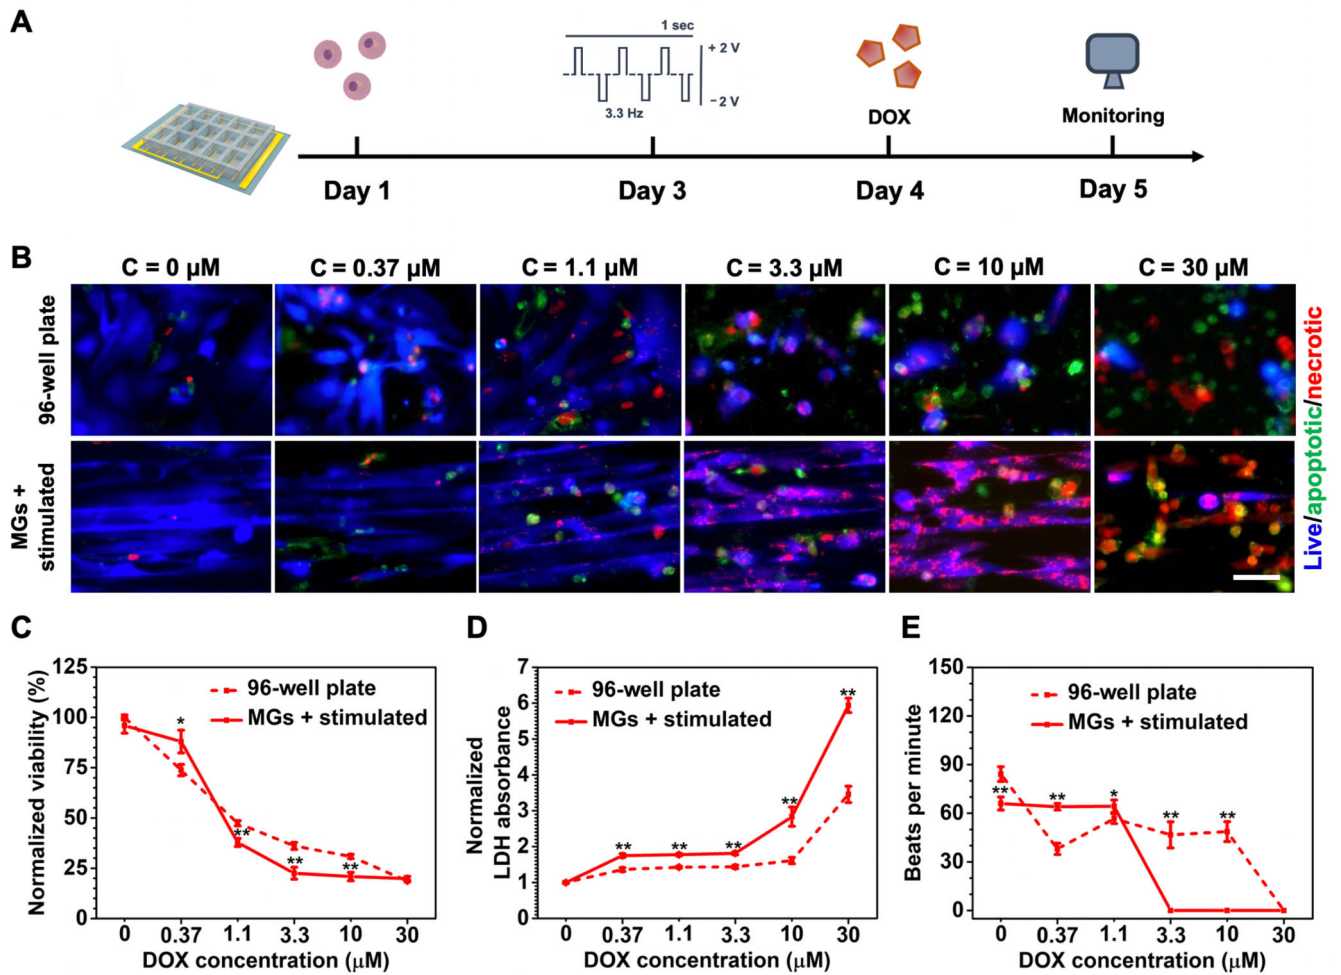 A
1 sec
+ 2 V
− 2 V
3.3 Hz
DOX
Monitoring
Day 1
Day 3
Day 4
Day 5
B
C = 0 µM
C = 0.37 µM
C = 1.1 µM
C = 3.3 µM
C = 10 µM
C = 30 µM
96-well plate
MGs +
stimulated
Live/apoptotic/necrotic
C
Normalized viability (%)
125
100
75
50
25
0
96-well plate
MGs + stimulated
*
**
**
**
0
0.37
1.1
3.3
10
30
DOX concentration (µM)
D
Normalized
LDH absorbance
7
6
5
4
3
2
1
0
96-well plate
MGs + stimulated
**
**
**
**
**
0
0.37
1.1
3.3
10
30
DOX concentration (µM)
E
Beats per minute
150
120
90
60
30
0
96-well plate
MGs + stimulated
**
**
*
**
**
0
0.37
1.1
3.3
10
30
DOX concentration (µM)